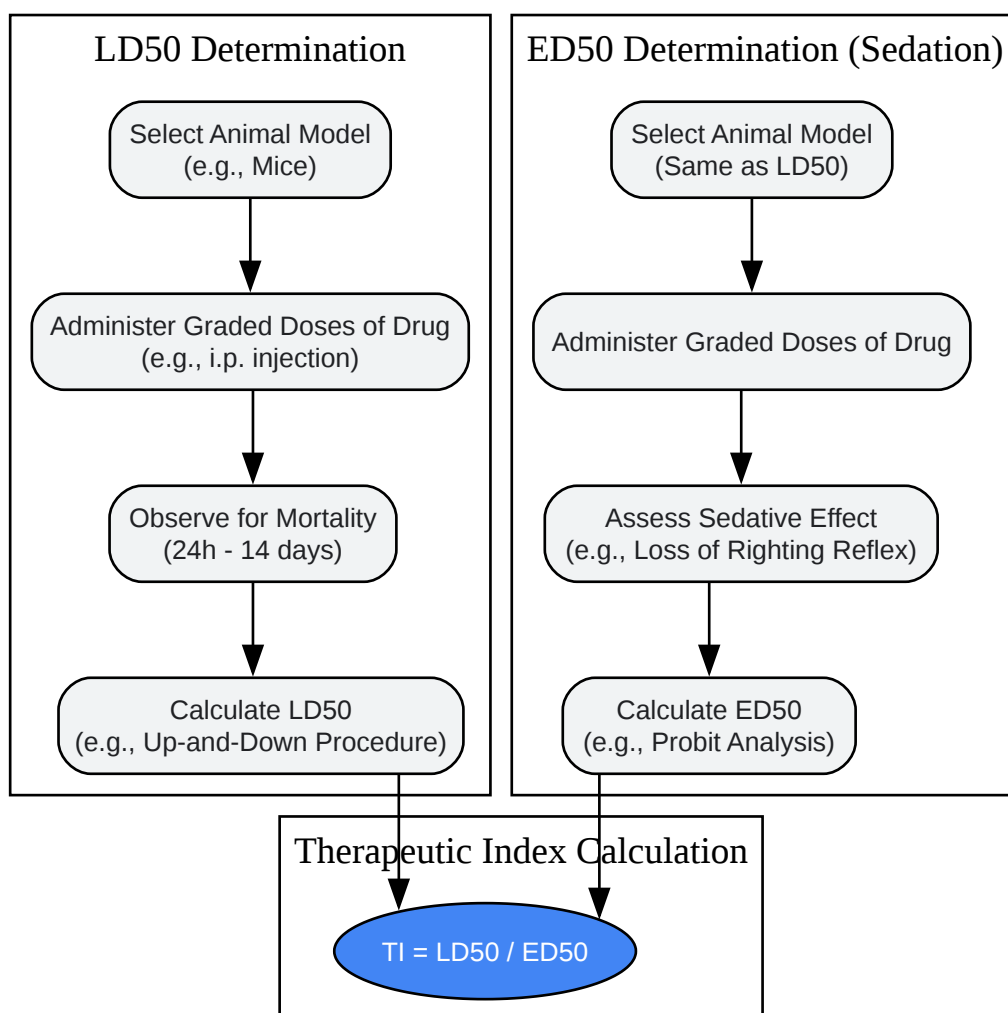 LD50 Determination
Select Animal Model
(e.g., Mice)
Administer Graded Doses of Drug
(e.g., i.p. injection)
Observe for Mortality
(24h - 14 days)
Calculate LD50
(e.g., Up-and-Down Procedure)
ED50 Determination (Sedation)
Select Animal Model
(Same as LD50)
Administer Graded Doses of Drug
Assess Sedative Effect
(e.g., Loss of Righting Reflex)
Calculate ED50
(e.g., Probit Analysis)
Therapeutic Index Calculation
TI = LD50 / ED50